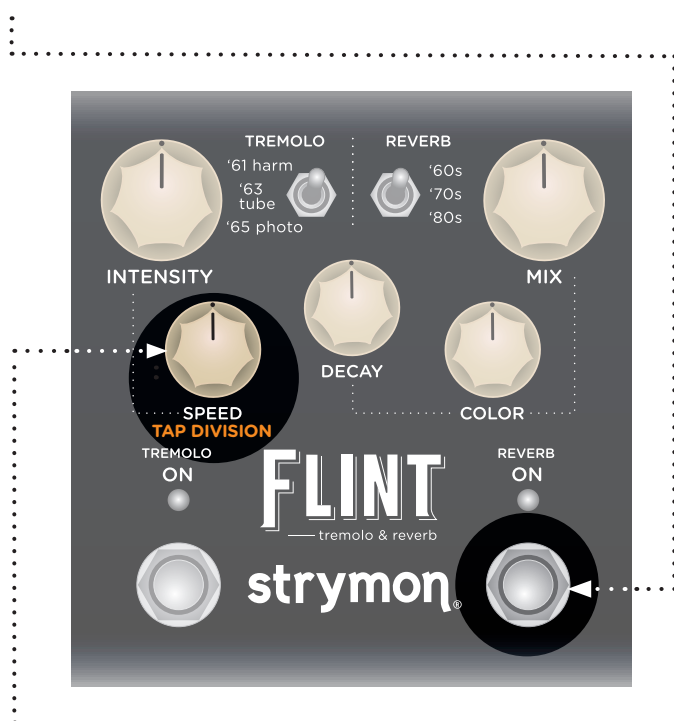 TREMOLO
REVERB
‘61 harm
‘63
tube
‘65 photo
‘60s
‘70s
‘80s
INTENSITY
MIX
DECAY
SPEED
TAP DIVISION
COLOR
TREMOLO
ON
REVERB
ON
FLINT
tremolo & reverb
strymon®